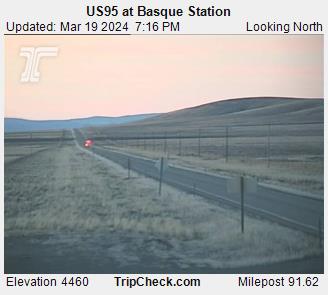 US95 at Basque Station
Updated: Mar 19 2024 7:16 PM Looking North
Elevation 4460 TripCheck.com Milepost 91.62